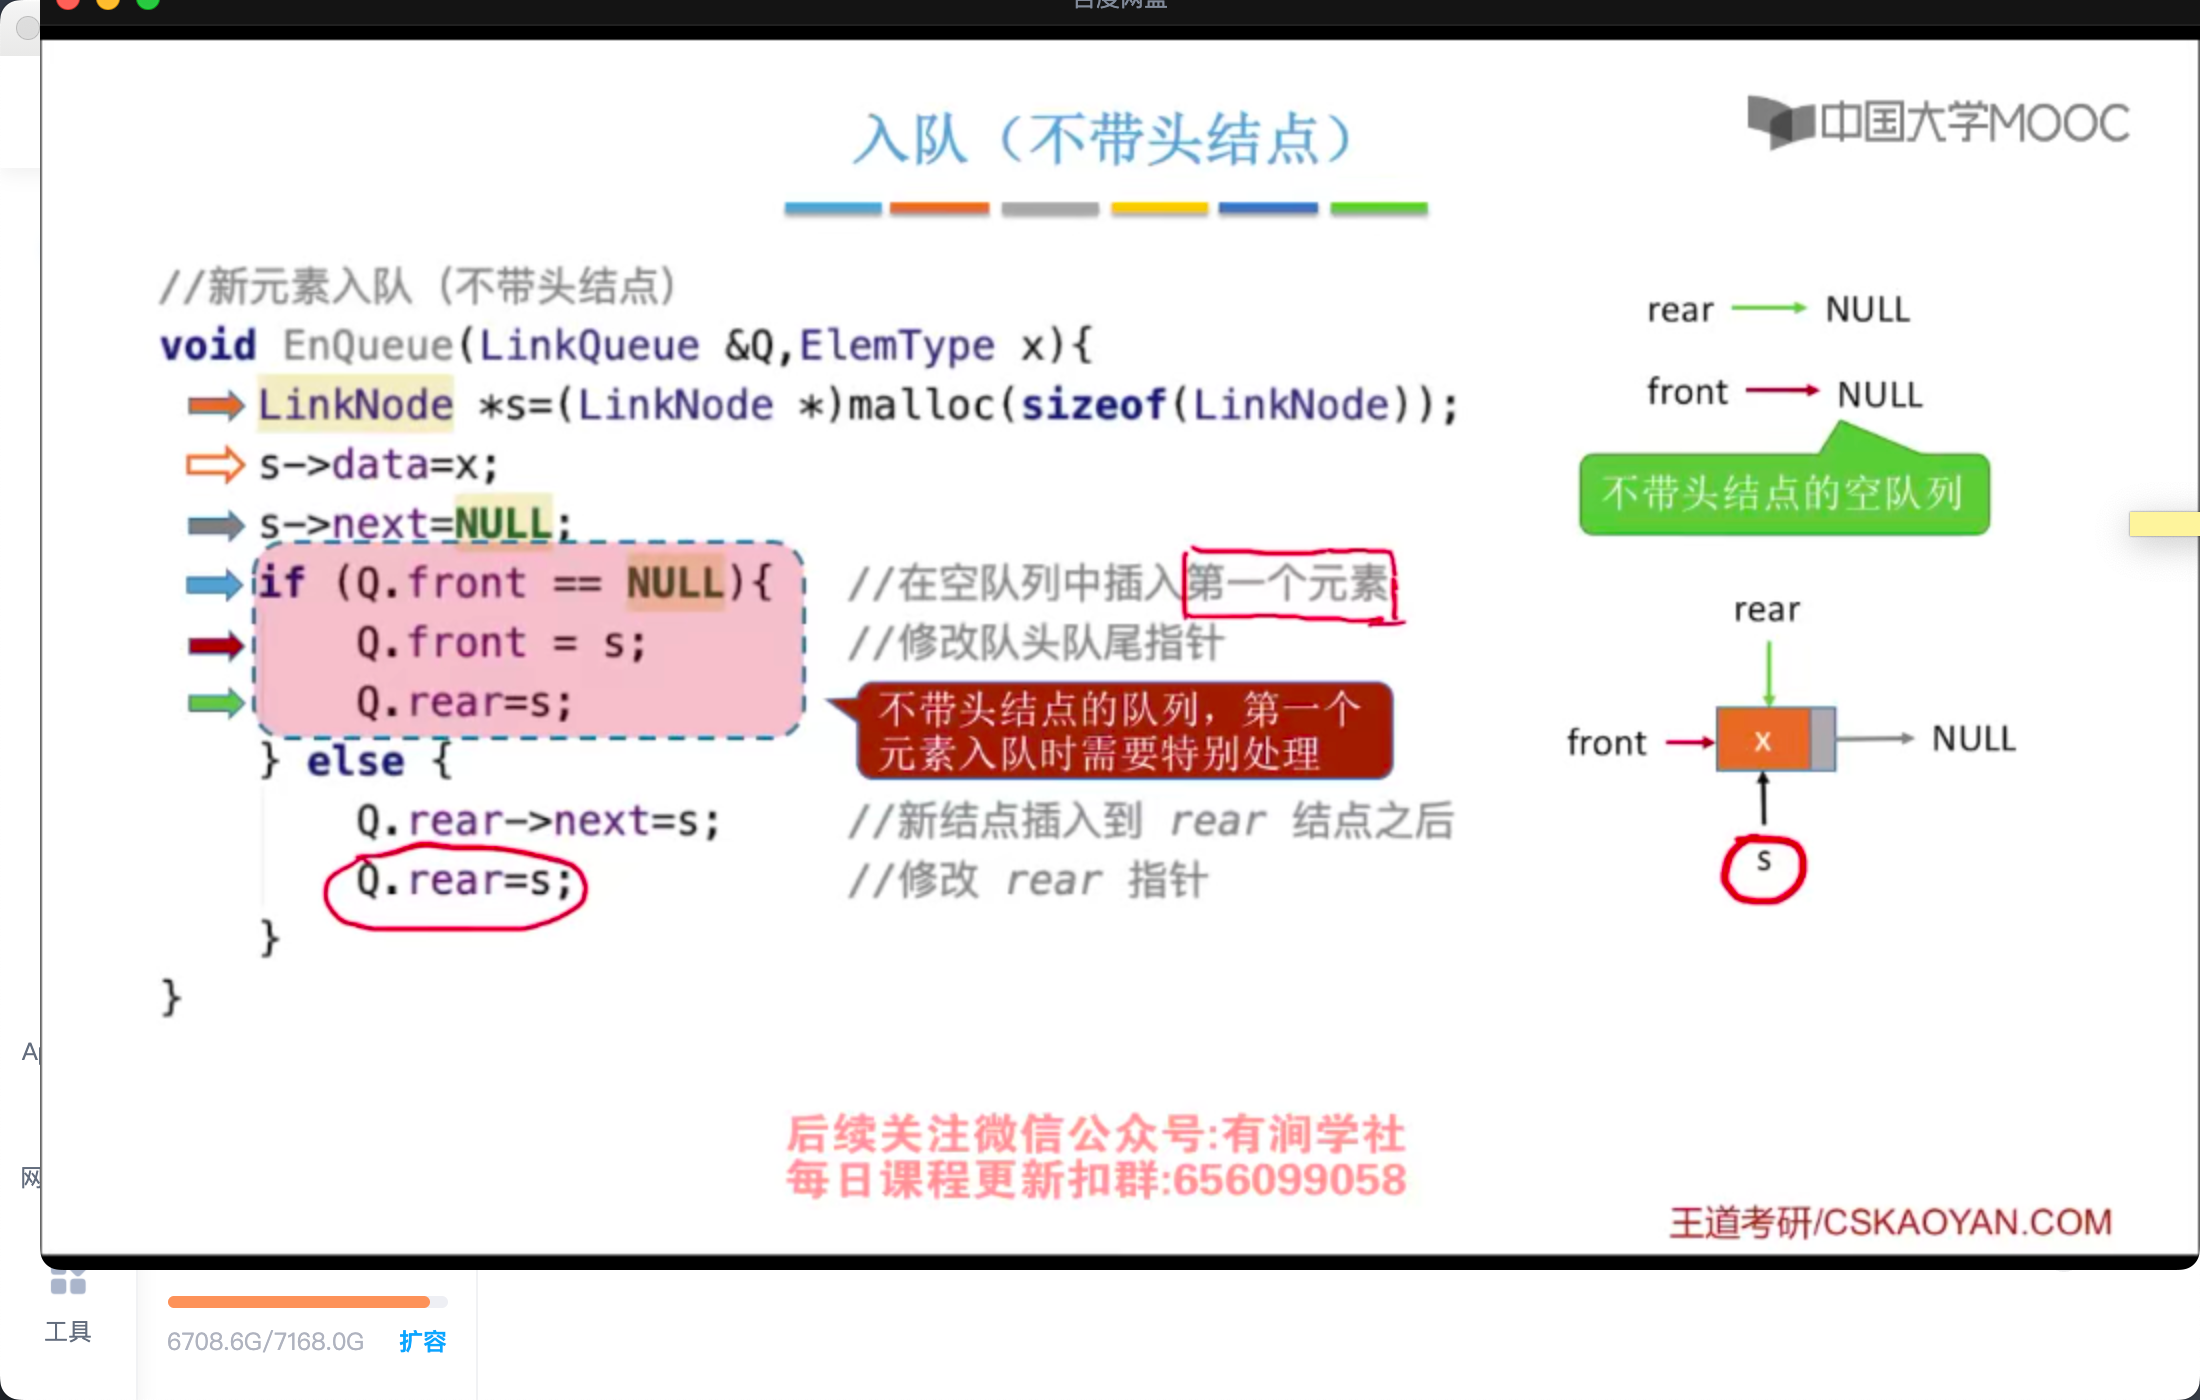 入队（不带头结点）
中国大学MOOC
//新元素入队（不带头结点）
void EnQueue(LinkQueue &Q,ElemType x){
LinkNode *s=(LinkNode *)malloc(sizeof(LinkNode));
s->data=x;
s->next=NULL;
if (Q.front == NULL){ //在空队列中插入第一个元素
Q.front = s; //修改队头队尾指针
Q.rear=s;
不带头结点的队列，第一个
元素入队时需要特别处理
} else {
Q.rear->next=s; //新结点插入到 rear 结点之后
Q.rear=s; //修改 rear 指针
}
}
rear NULL
front NULL
不带头结点的空队列
rear
front x NULL
s
后续关注微信公众号:有涧学社
每日课程更新扣群:656099058
王道考研/CSKAOYAN.COM
工具
6708.6G/7168.0G 扩容